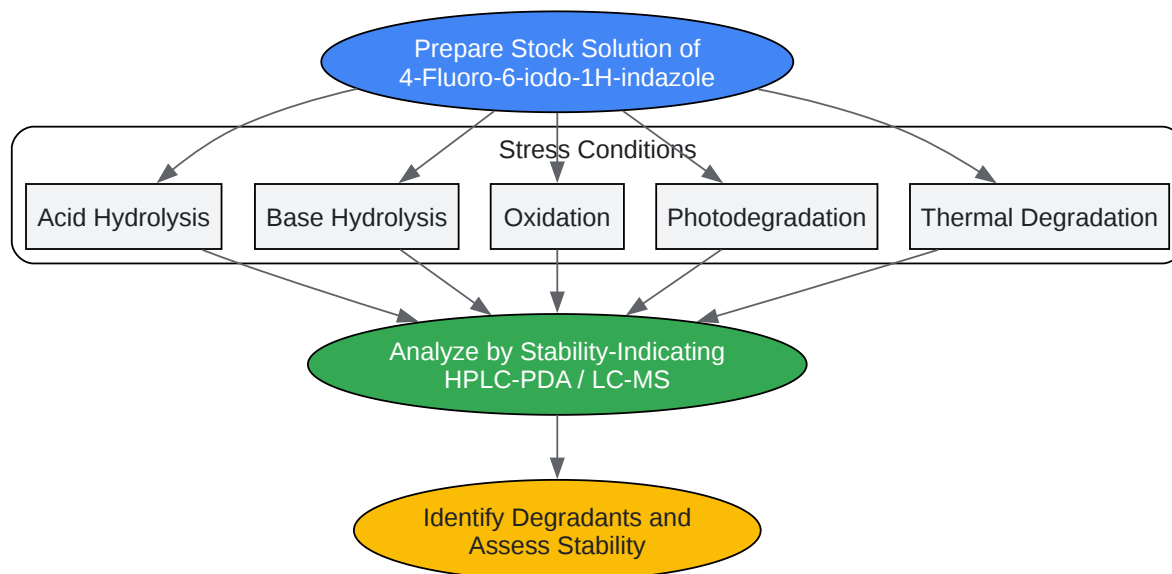 Prepare Stock Solution of
4-Fluoro-6-iodo-1H-indazole
Stress Conditions
Acid Hydrolysis
Base Hydrolysis
Oxidation
Photodegradation
Thermal Degradation
Analyze by Stability-Indicating
HPLC-PDA / LC-MS
Identify Degradants and
Assess Stability